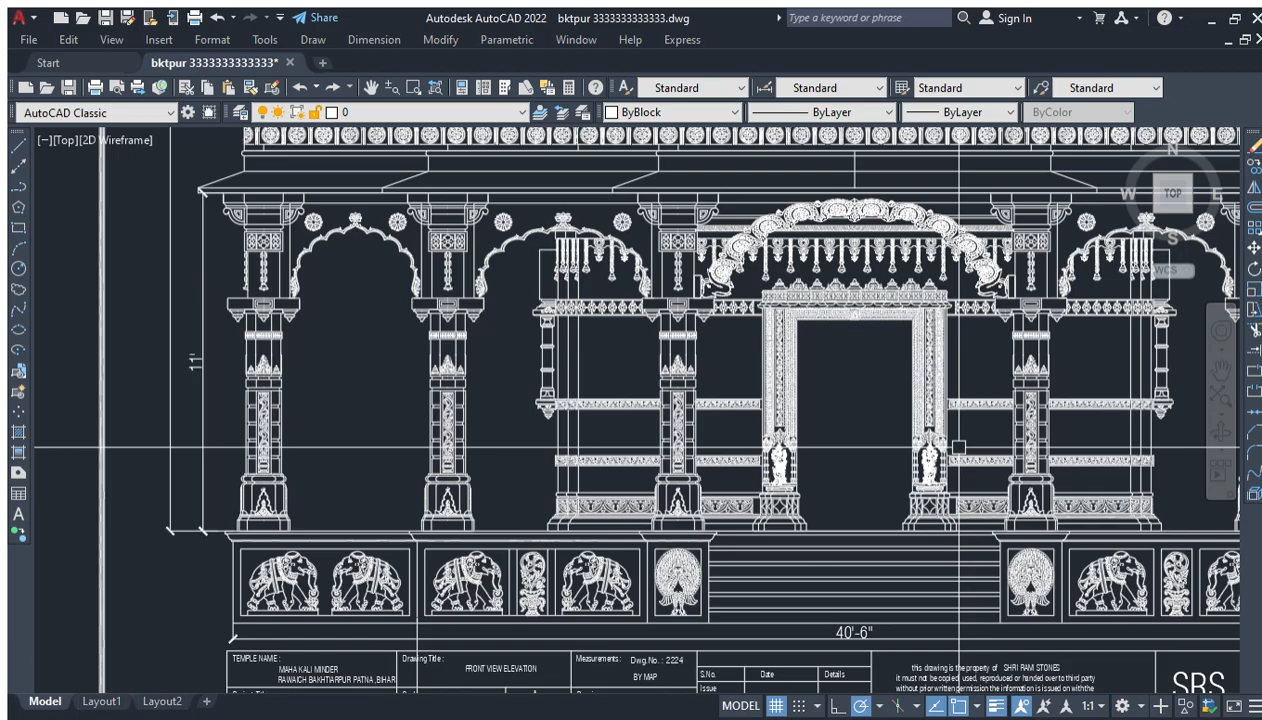 Share
Autodesk AutoCAD 2022 bktpur 3333333333333.dwg
Type a keyword or phrase
Sign In
File Edit View Insert Format Tools Draw Dimension Modify Parametric Window Help Express
Start
bktpur 3333333333333*
Standard Standard Standard Standard
AutoCAD Classic
0
ByBlock
ByLayer
ByLayer
ByColor
[−][Top][2D Wireframe]
N
W TOP E
S
WCS
11'
40'-6"
TEMPLE NAME :
MAHA KALI MINDER
RAWAICH BAKHTIARPUR PATNA ,BIHAR
Drawing Title :
FRONT VIEW ELEVATION
Measurements: Dwg.No. : 2224
BY MAP
S.No. Date Details
Issue
this drawing is the property of SHRI RAM STONES
it must not be copied used, reproduced or handed over to third party
without prior written permission the information is issued on with the
SRS
Model Layout1 Layout2
MODEL
1:1